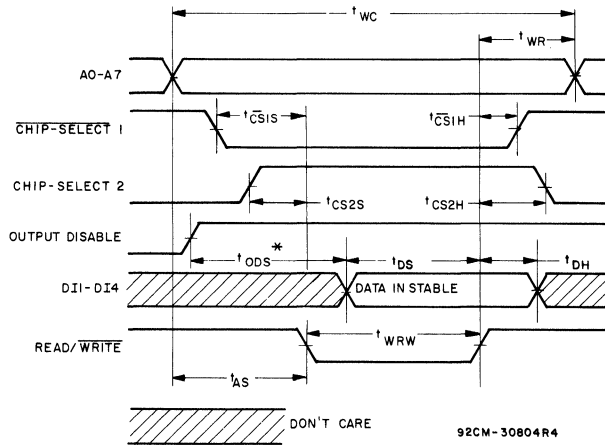 tWC
tWR
A0-A7
tCS1S
tCS1H
CHIP-SELECT 1
CHIP-SELECT 2
tCS2S
tCS2H
OUTPUT DISABLE
tODS*
tDS
tDH
DI1-DI4
DATA IN STABLE
READ/WRITE
tWRW
tAS
DON'T CARE
92CM-30804R4